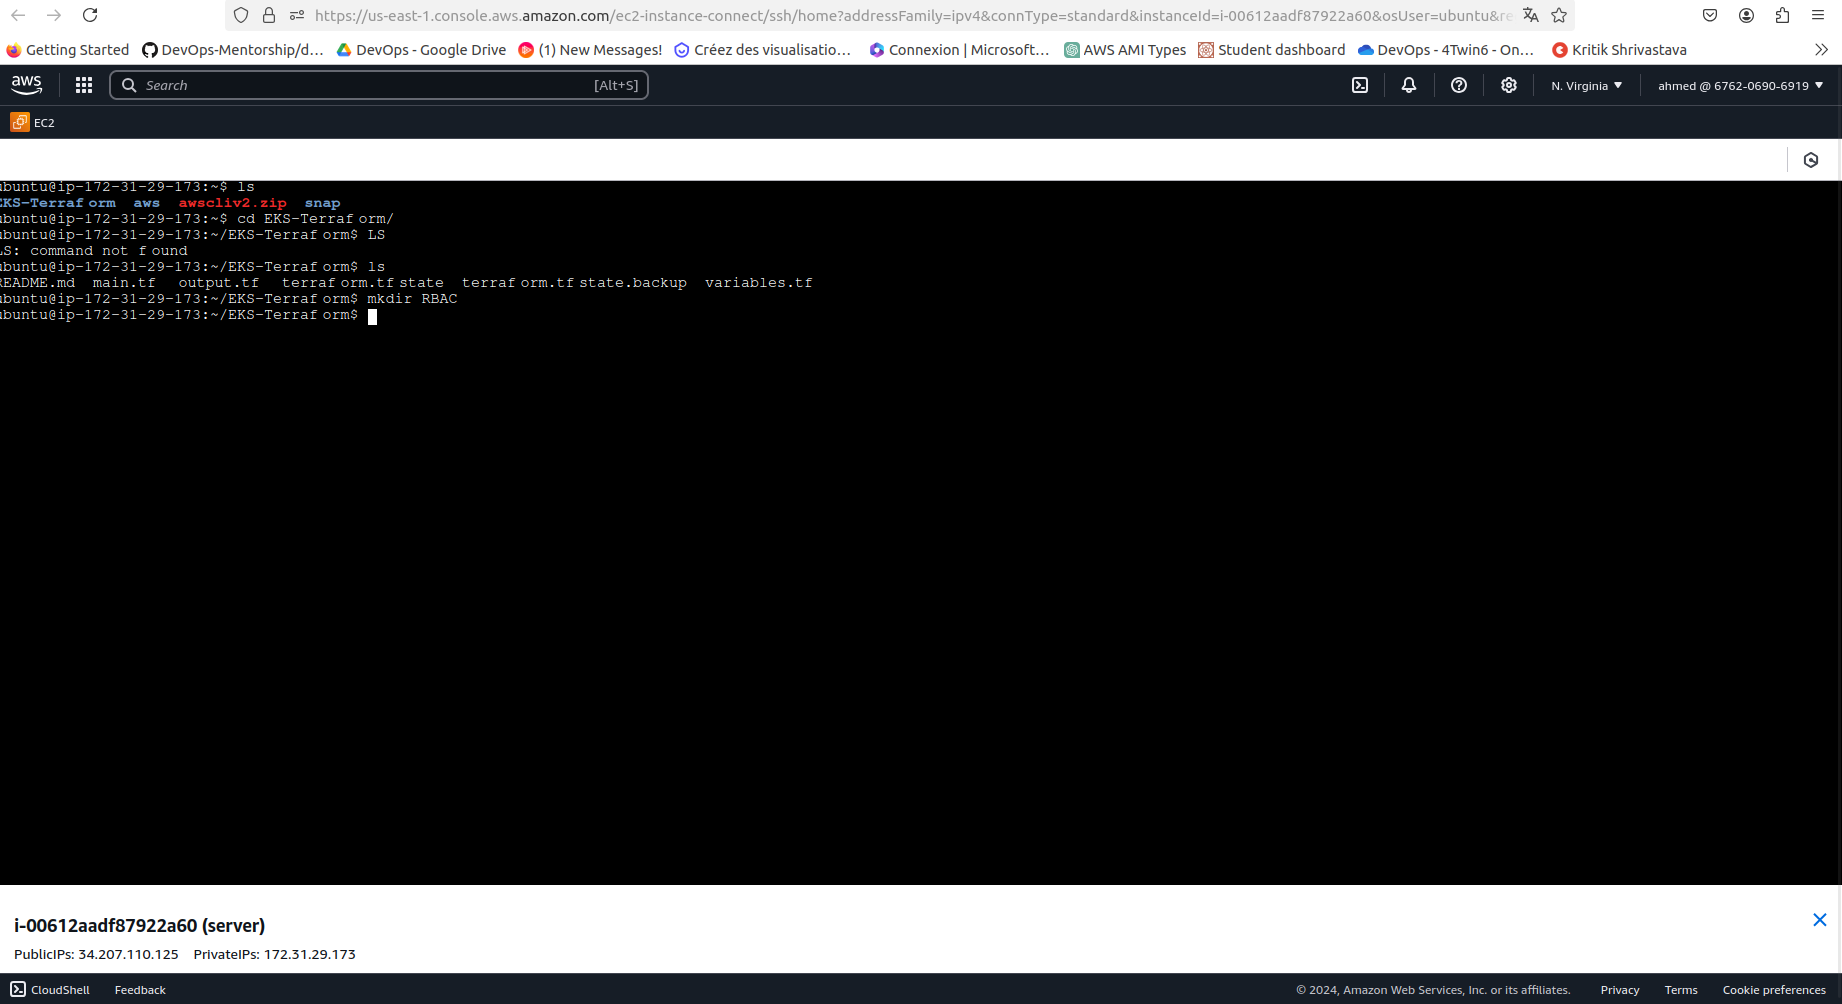 https://us-east-1.console.aws.amazon.com/ec2-instance-connect/ssh/home?addressFamily=ipv4&connType=standard&instanceId=i-00612aadf87922a60&osUser=ubuntu&re
Getting Started DevOps-Mentorship/d... DevOps - Google Drive (1) New Messages! Créez des visualisatio... Connexion | Microsoft... AWS AMI Types Student dashboard DevOps - 4Twin6 - On... Kritik Shrivastava
aws Search [Alt+S] N. Virginia ahmed @ 6762-0690-6919
EC2
ubuntu@ip-172-31-29-173:~$ ls
EKS-Terraform aws awscliv2.zip snap
ubuntu@ip-172-31-29-173:~$ cd EKS-Terraform/
ubuntu@ip-172-31-29-173:~/EKS-Terraform$ LS
LS: command not found
ubuntu@ip-172-31-29-173:~/EKS-Terraform$ ls
README.md main.tf output.tf terraform.tfstate terraform.tfstate.backup variables.tf
ubuntu@ip-172-31-29-173:~/EKS-Terraform$ mkdir RBAC
ubuntu@ip-172-31-29-173:~/EKS-Terraform$
i-00612aadf87922a60 (server)
PublicIPs: 34.207.110.125 PrivateIPs: 172.31.29.173
CloudShell Feedback © 2024, Amazon Web Services, Inc. or its affiliates. Privacy Terms Cookie preferences